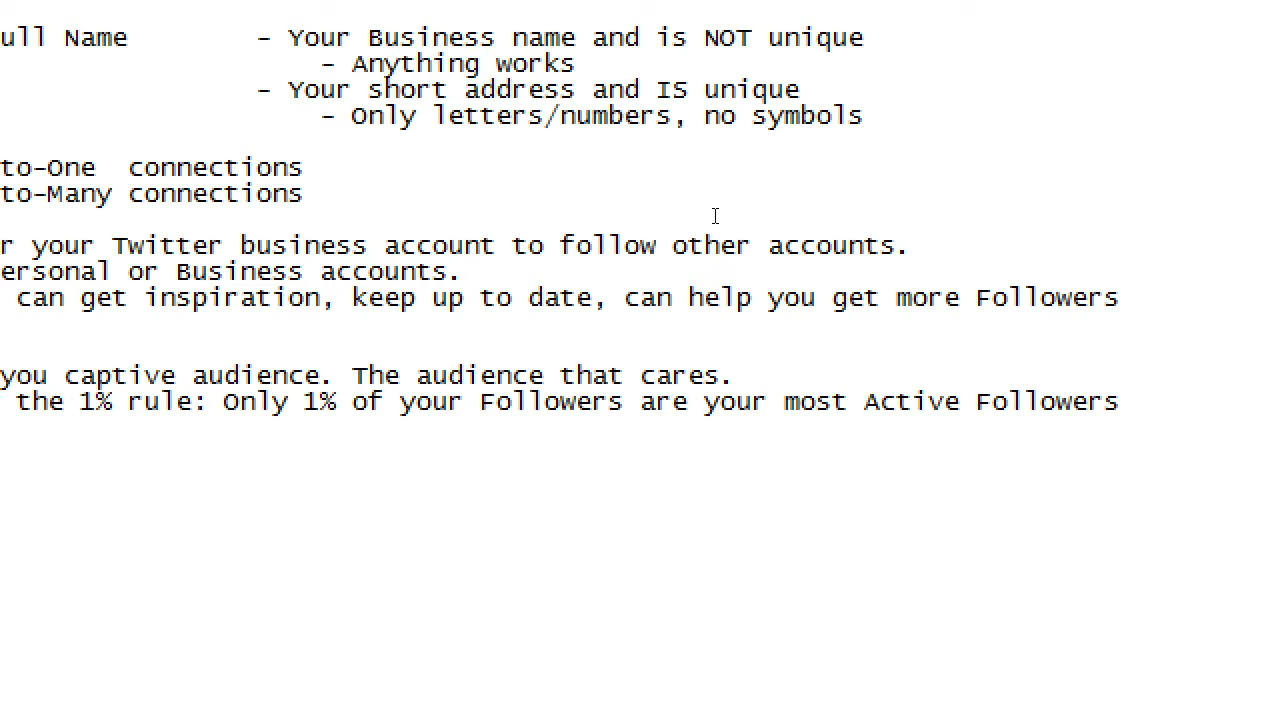 ull Name - Your Business name and is NOT unique
- Anything works
- Your short address and IS unique
- Only letters/numbers, no symbols
to-One connections
to-Many connections
r your Twitter business account to follow other accounts.
ersonal or Business accounts.
can get inspiration, keep up to date, can help you get more Followers
you captive audience. The audience that cares.
the 1% rule: Only 1% of your Followers are your most Active Followers